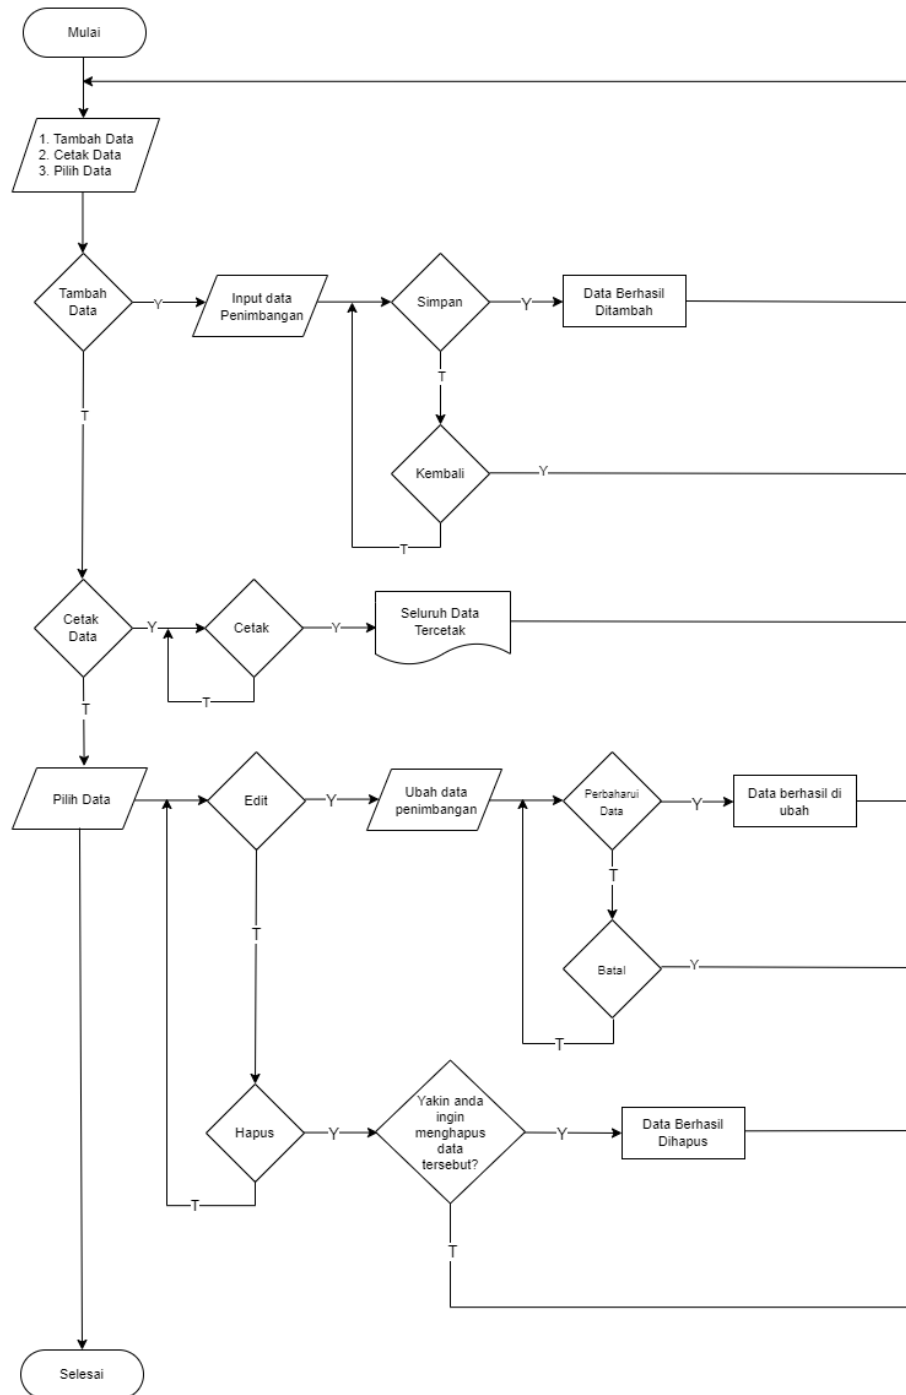 Mulai
1. Tambah Data
2. Cetak Data
3. Pilih Data
Tambah
Data
Y
Input data
Penimbangan
Simpan
Y
Data Berhasil
Ditambah
T
T
Kembali
Y
T
Cetak
Data
Y
Cetak
Y
Seluruh Data
Tercetak
T
T
Pilih Data
Edit
Y
Ubah data
penimbangan
Perbaharui
Data
Y
Data berhasil di
ubah
T
T
Batal
Y
T
Hapus
Y
Yakin anda
ingin
menghapus
data
tersebut?
Y
Data Berhasil
Dihapus
T
T
Selesai